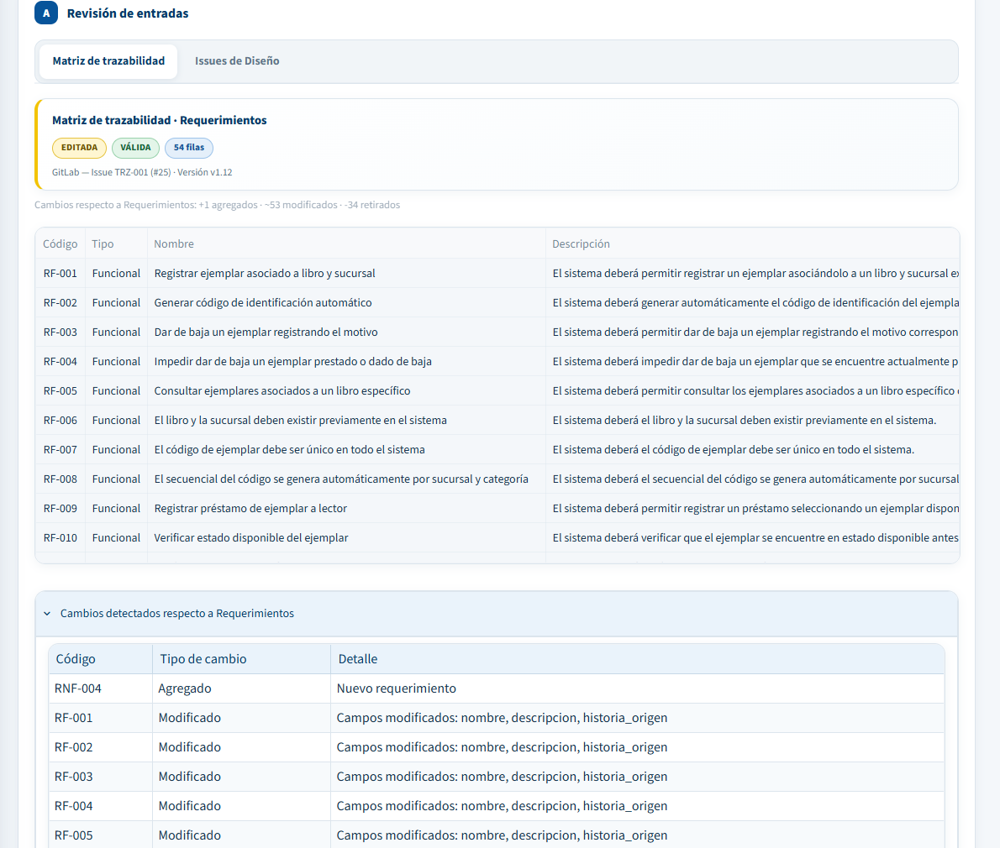 A Revisión de entradas
Matriz de trazabilidad Issues de Diseño
Matriz de trazabilidad · Requerimientos
EDITADA VÁLIDA 54 filas
GitLab — Issue TRZ-001 (#25) · Versión v1.12
Cambios respecto a Requerimientos: +1 agregados · ~53 modificados · -34 retirados
Código Tipo Nombre Descripción
RF-001 Funcional Registrar ejemplar asociado a libro y sucursal El sistema deberá permitir registrar un ejemplar asociándolo a un libro y sucursal
RF-002 Funcional Generar código de identificación automático El sistema deberá generar automáticamente el código de identificación del ejempla
RF-003 Funcional Dar de baja un ejemplar registrando el motivo El sistema deberá permitir dar de baja un ejemplar registrando el motivo correspon
RF-004 Funcional Impedir dar de baja un ejemplar prestado o dado de baja El sistema deberá impedir dar de baja un ejemplar que se encuentre actualmente p
RF-005 Funcional Consultar ejemplares asociados a un libro específico El sistema deberá permitir consultar los ejemplares asociados a un libro específico
RF-006 Funcional El libro y la sucursal deben existir previamente en el sistema El sistema deberá el libro y la sucursal deben existir previamente en el sistema.
RF-007 Funcional El código de ejemplar debe ser único en todo el sistema El sistema deberá el código de ejemplar debe ser único en todo el sistema.
RF-008 Funcional El secuencial del código se genera automáticamente por sucursal y categoría El sistema deberá el secuencial del código se genera automáticamente por sucursal
RF-009 Funcional Registrar préstamo de ejemplar a lector El sistema deberá permitir registrar un préstamo seleccionando un ejemplar dispon
RF-010 Funcional Verificar estado disponible del ejemplar El sistema deberá verificar que el ejemplar se encuentre en estado disponible antes
Cambios detectados respecto a Requerimientos
Código Tipo de cambio Detalle
RNF-004 Agregado Nuevo requerimiento
RF-001 Modificado Campos modificados: nombre, descripcion, historia_origen
RF-002 Modificado Campos modificados: nombre, descripcion, historia_origen
RF-003 Modificado Campos modificados: nombre, descripcion, historia_origen
RF-004 Modificado Campos modificados: nombre, descripcion, historia_origen
RF-005 Modificado Campos modificados: nombre, descripcion, historia_origen